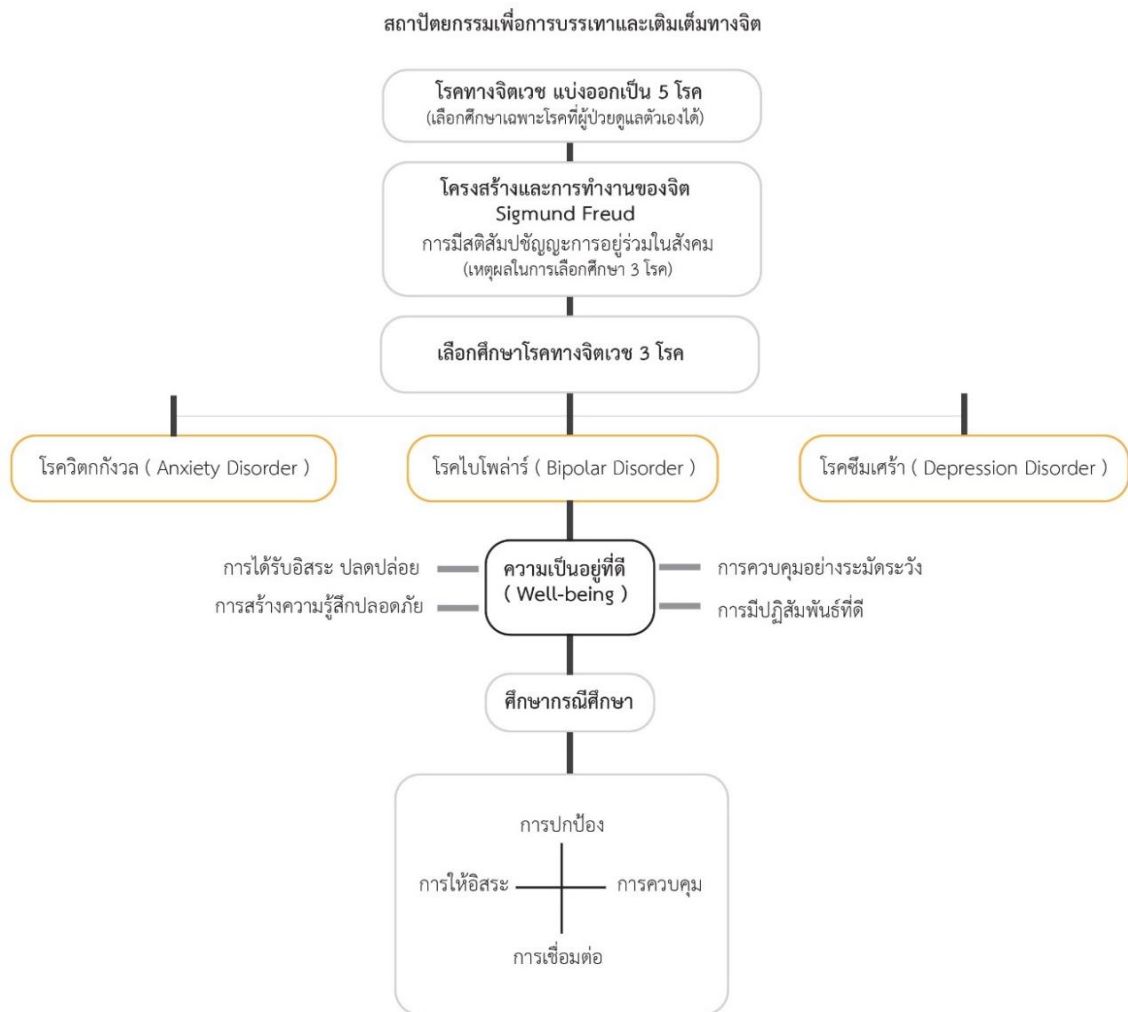 สถาปัตยกรรมเพื่อการบรรเทาและเติมเต็มทางจิต
โรคทางจิตเวช แบ่งออกเป็น 5 โรค
(เลือกศึกษาเฉพาะโรคที่ผู้ป่วยดูแลตัวเองได้)
โครงสร้างและการทำงานของจิต
Sigmund Freud
การมีสติสัมปชัญญะการอยู่ร่วมในสังคม
(เหตุผลในการเลือกศึกษา 3 โรค)
เลือกศึกษาโรคทางจิตเวช 3 โรค
โรควิตกกังวล ( Anxiety Disorder )
โรคไบโพล่าร์ ( Bipolar Disorder )
โรคซึมเศร้า ( Depression Disorder )
การได้รับอิสระ ปลดปล่อย
การสร้างความรู้สึกปลอดภัย
ความเป็นอยู่ที่ดี
( Well-being )
การควบคุมอย่างระมัดระวัง
การมีปฏิสัมพันธ์ที่ดี
ศึกษากรณีศึกษา
การปกป้อง
การให้อิสระ
การควบคุม
การเชื่อมต่อ